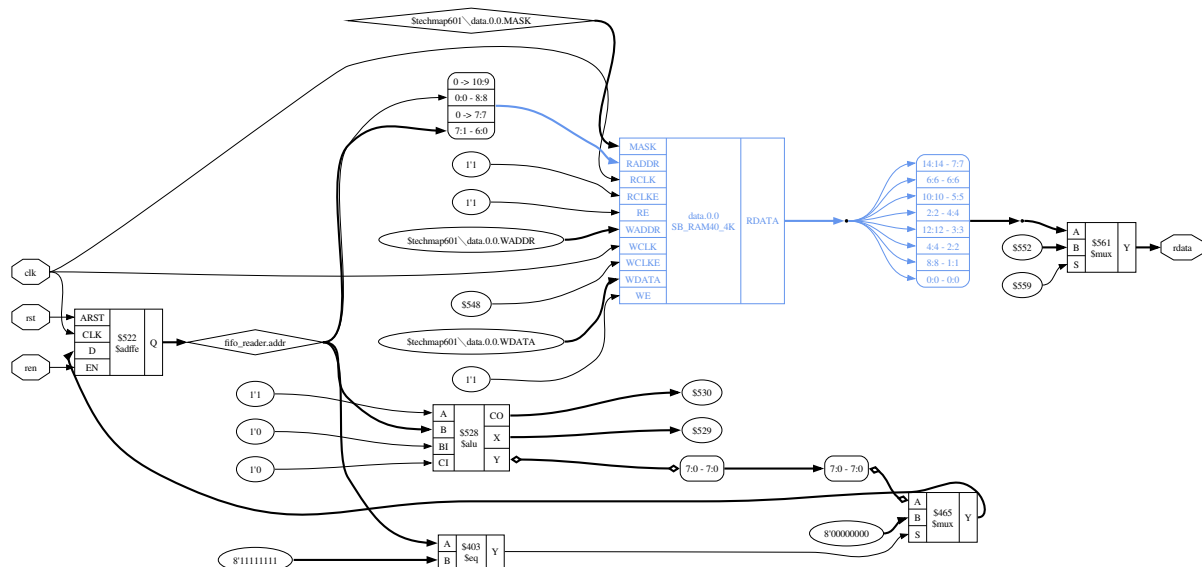 $techmap601\data.0.0.MASK
0 -> 10:9
0:0 - 8:8
0 -> 7:7
7:1 - 6:0
1'1
1'1
$techmap601\data.0.0.WADDR
$548
$techmap601\data.0.0.WDATA
1'1
MASK
RADDR
RCLK
RCLKE
RE
WADDR
WCLK
WCLKE
WDATA
WE
data.0.0
SB_RAM40_4K
RDATA
14:14 - 7:7
6:6 - 6:6
10:10 - 5:5
2:2 - 4:4
12:12 - 3:3
4:4 - 2:2
8:8 - 1:1
0:0 - 0:0
$552
$559
A
B
S
$561
$mux
Y
rdata
clk
rst
ren
ARST
CLK
D
EN
$522
$adffe
Q
fifo_reader.addr
1'1
1'0
1'0
A
B
BI
CI
$528
$alu
CO
X
Y
$530
$529
7:0 - 7:0
7:0 - 7:0
8'00000000
A
B
S
$465
$mux
Y
8'11111111
A
B
$403
$eq
Y